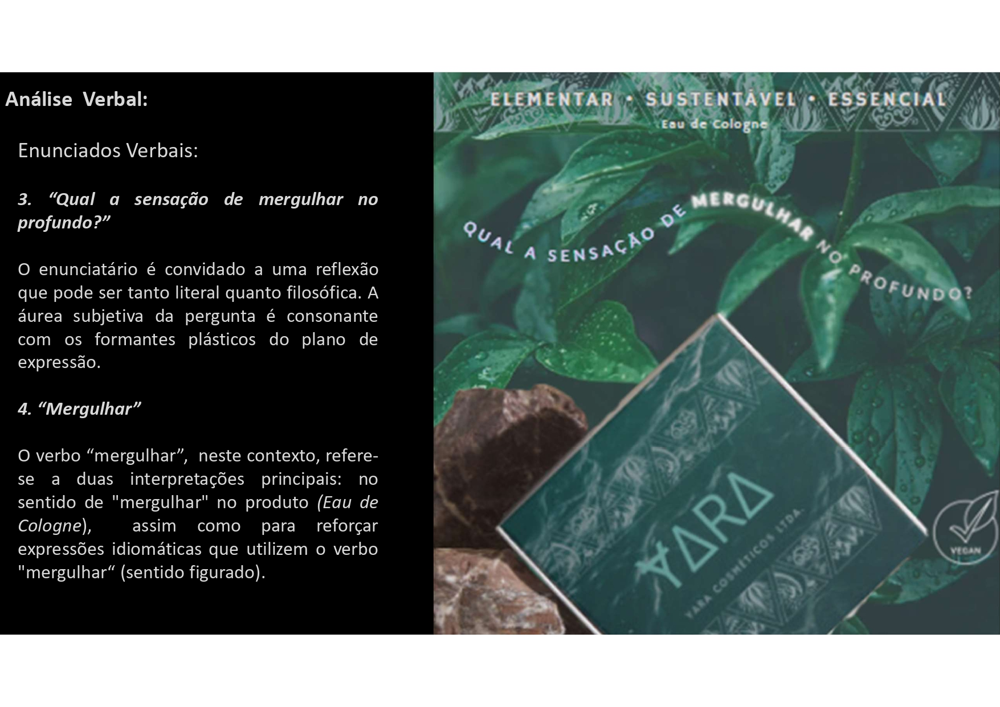 Análise Verbal:
Enunciados Verbais:
3. “Qual a sensação de mergulhar no
profundo?”
O enunciatário é convidado a uma reflexão
que pode ser tanto literal quanto filosófica. A
áurea subjetiva da pergunta é consonante
com os formantes plásticos do plano de
expressão.
4. “Mergulhar”
O verbo “mergulhar”, neste contexto, refere-
se a duas interpretações principais: no
sentido de "mergulhar" no produto (Eau de
Cologne), assim como para reforçar
expressões idiomáticas que utilizem o verbo
"mergulhar“ (sentido figurado).
ELEMENTAR • SUSTENTÁVEL • ESSENCIAL
Eau de Cologne
QUAL A SENSAÇÃO DE MERGULHAR NO PROFUNDO?
YARA
YARA COSMÉTICOS LTDA.
VEGAN